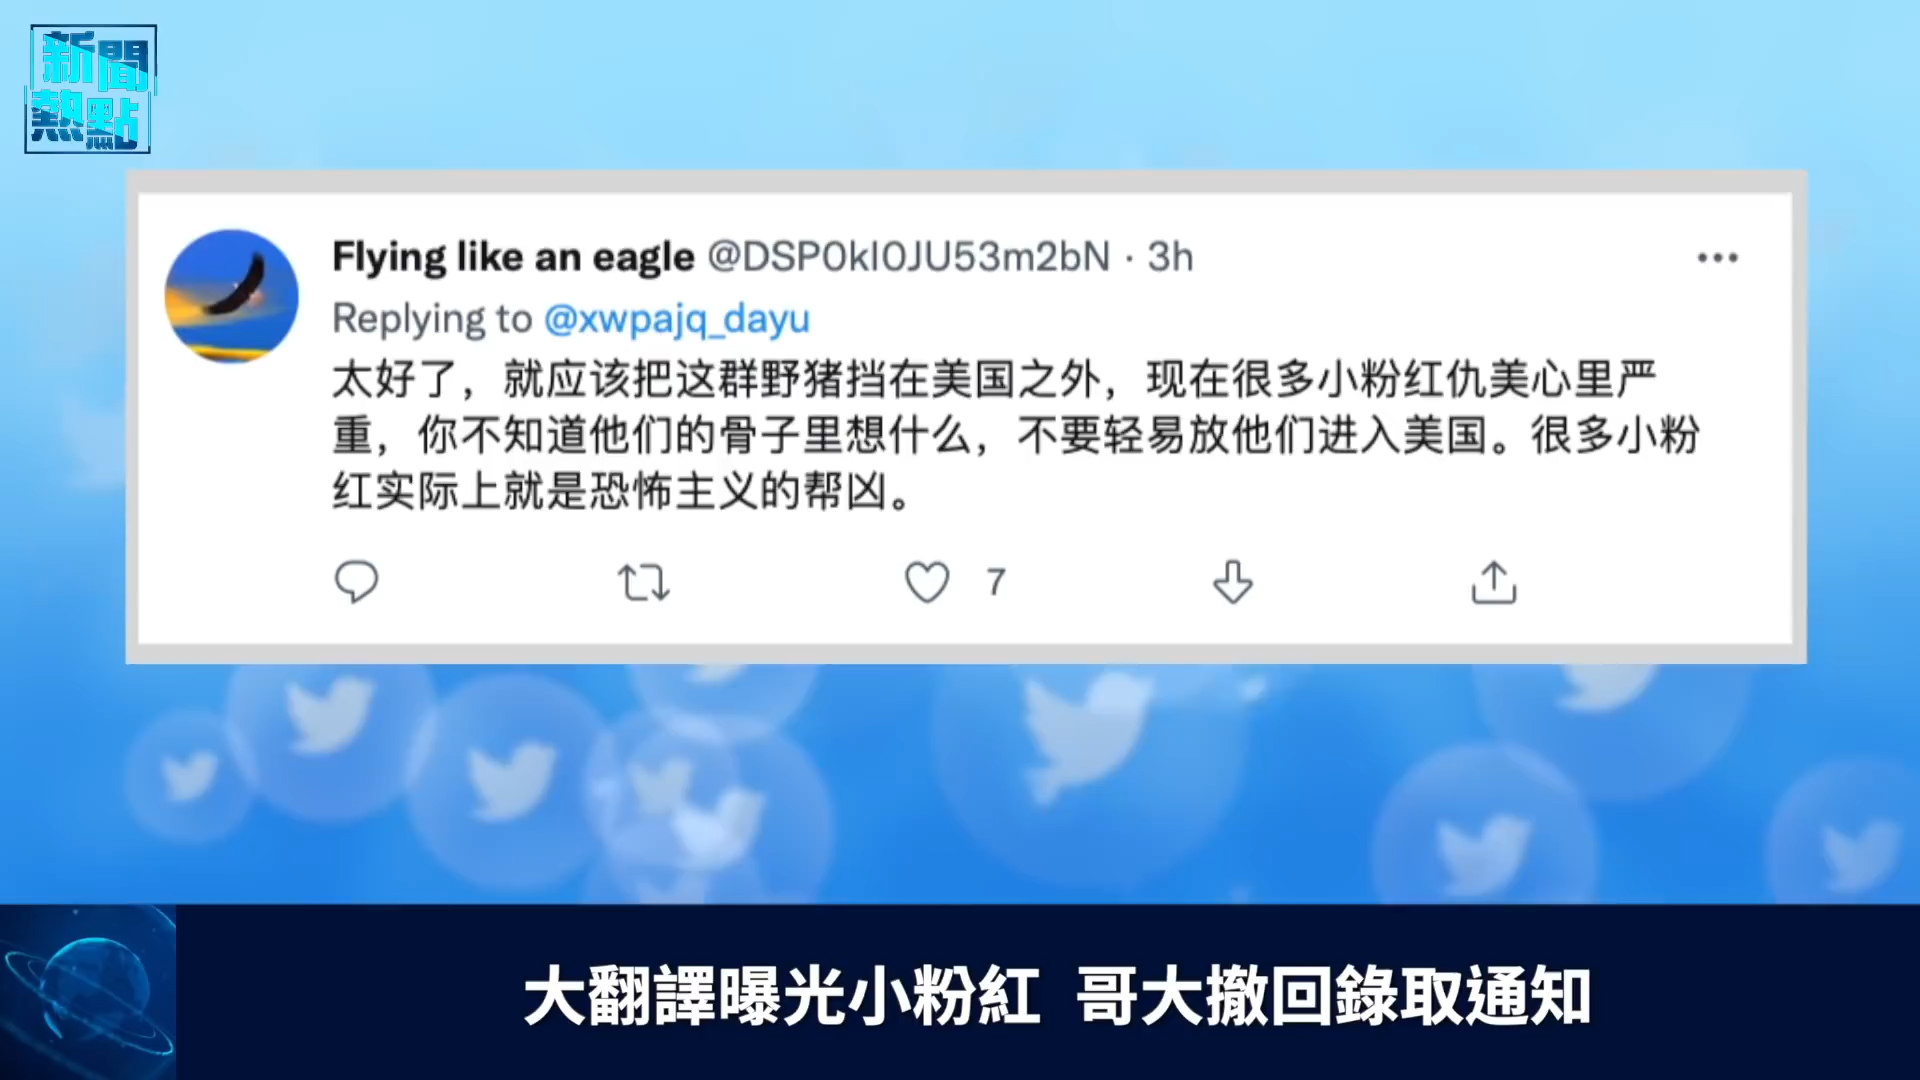 新聞
熱點
Flying like an eagle @DSP0kI0JU53m2bN · 3h
Replying to @xwpajq_dayu
太好了，就应该把这群野猪挡在美国之外，现在很多小粉红仇美心里严
重，你不知道他们的骨子里想什么，不要轻易放他们进入美国。很多小粉
红实际上就是恐怖主义的帮凶。
7
大翻譯曝光小粉紅 哥大撤回錄取通知